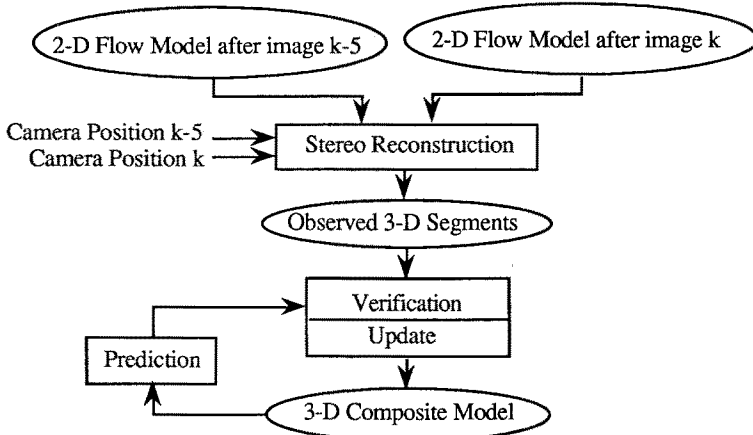 2-D Flow Model after image k-5
2-D Flow Model after image k
Camera Position k-5
Camera Position k
Stereo Reconstruction
Observed 3-D Segments
Verification
Update
Prediction
3-D Composite Model